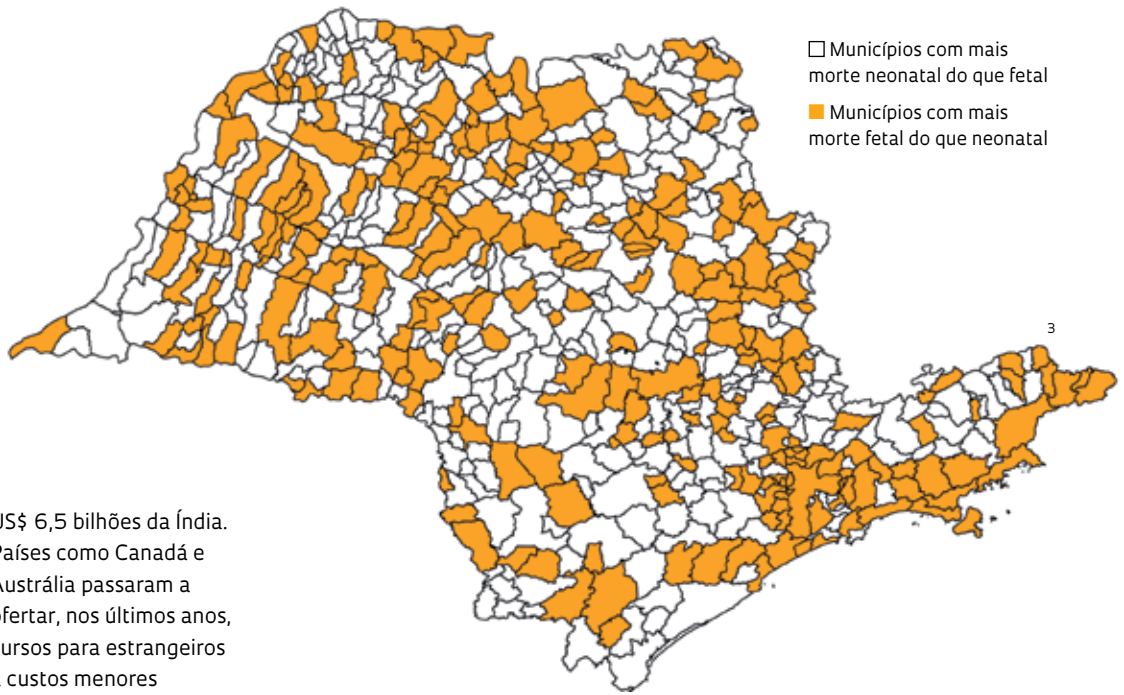 Municípios com mais
morte neonatal do que fetal
Municípios com mais
morte fetal do que neonatal
3
US$ 6,5 bilhões da Índia.
Países como Canadá e
Austrália passaram a
ofertar, nos últimos anos,
cursos para estrangeiros
a custos menores